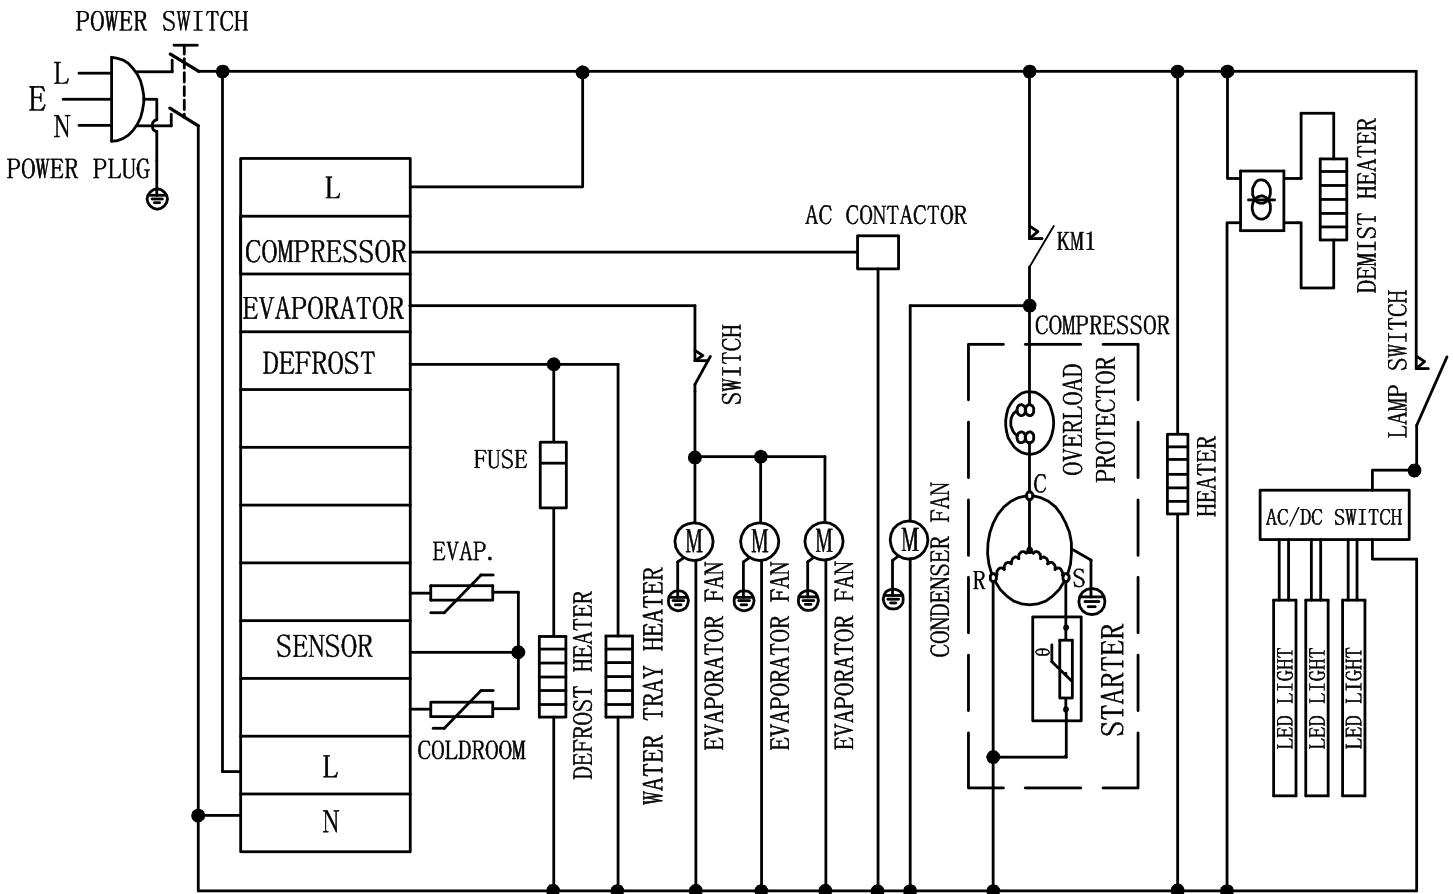 POWER SWITCH
L
E
N
POWER PLUG
L
COMPRESSOR
EVAPORATOR
DEFROST
SENSOR
L
N
EVAP.
COLDROOM
FUSE
DEFROST HEATER
WATER TRAY HEATER
SWITCH
M
M
M
EVAPORATOR FAN
EVAPORATOR FAN
EVAPORATOR FAN
AC CONTACTOR
M
CONDENSER FAN
KM1
COMPRESSOR
OVERLOAD
PROTECTOR
C
R
S
θ
STARTER
HEATER
DEMIST HEATER
LAMP SWITCH
AC/DC SWITCH
LED LIGHT
LED LIGHT
LED LIGHT